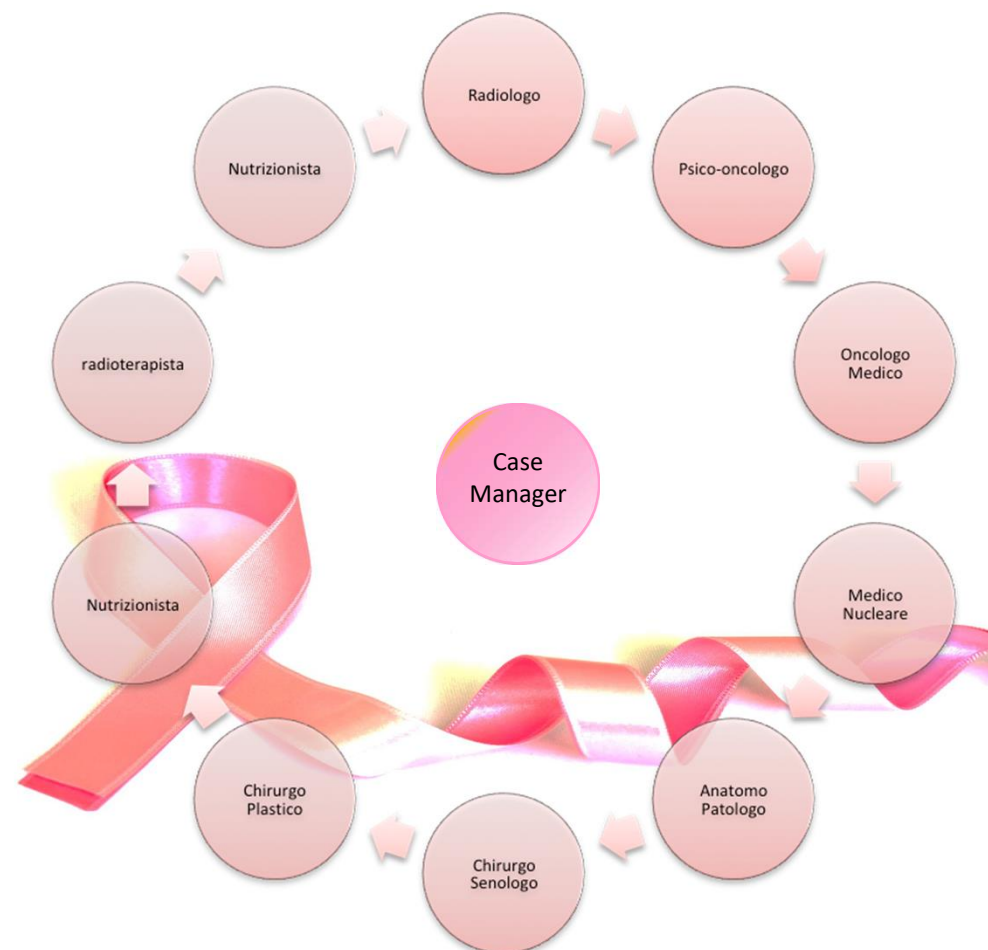 Radiologo
Psico-oncologo
Oncologo
Medico
Medico
Nucleare
Anatomo
Patologo
Chirurgo
Senologo
Chirurgo
Plastico
Nutrizionista
radioterapista
Nutrizionista
Case
Manager